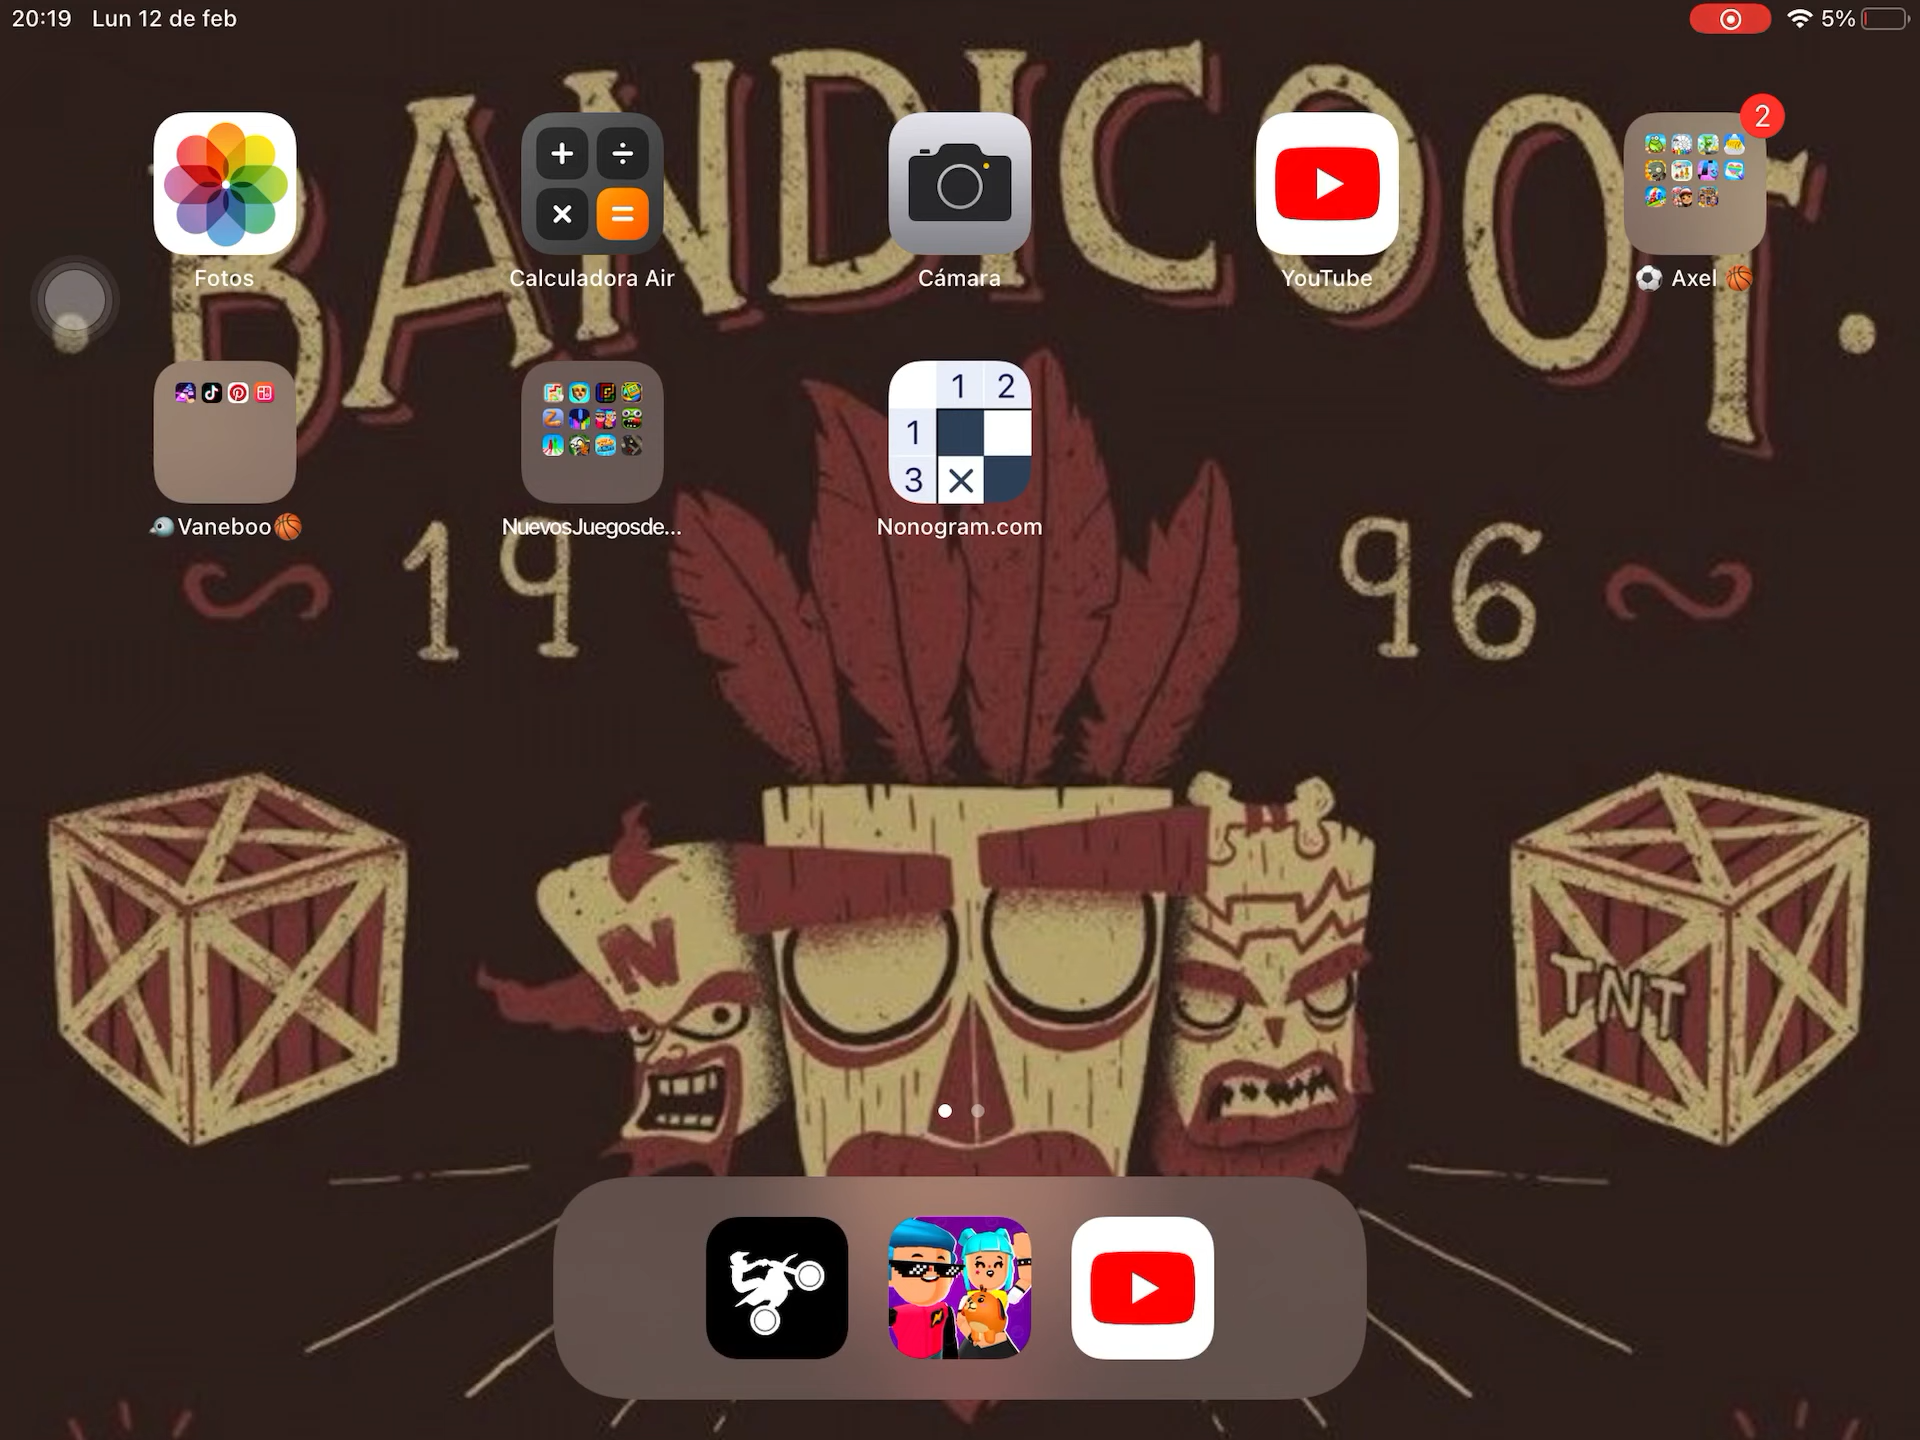 20:19 Lun 12 de feb
5%
BANDICOOT.
2
Fotos
Calculadora Air
Cámara
YouTube
⚽ Axel 🏀
1 2
1
3
🐦Vaneboo🏀
NuevosJuegosde...
Nonogram.com
19 96
N
TNT